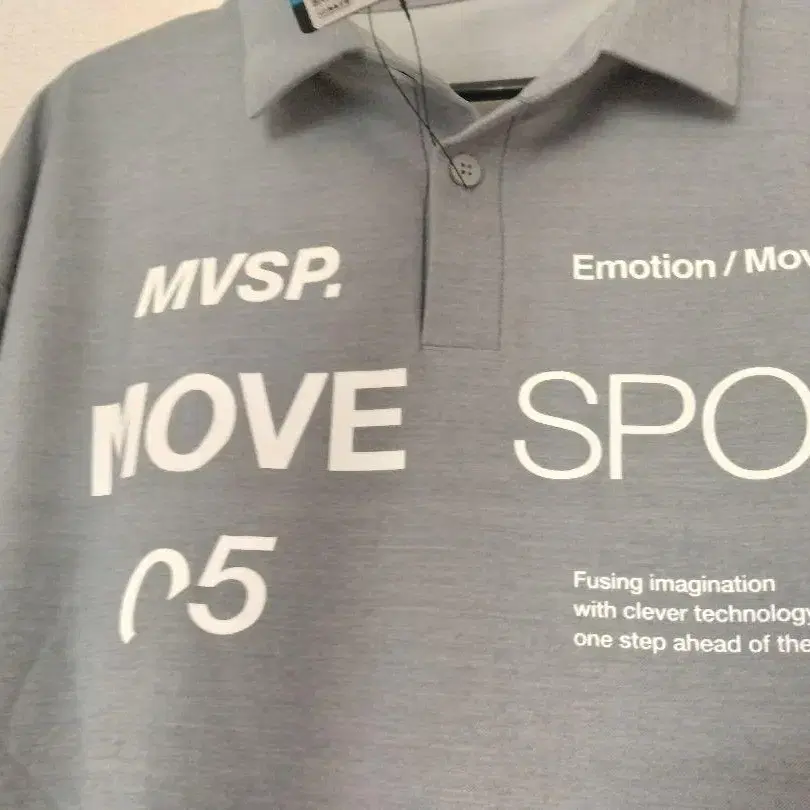 MVSP.
Emotion / Mov
MOVE
SPO
05
Fusing imagination
with clever technology
one step ahead of the